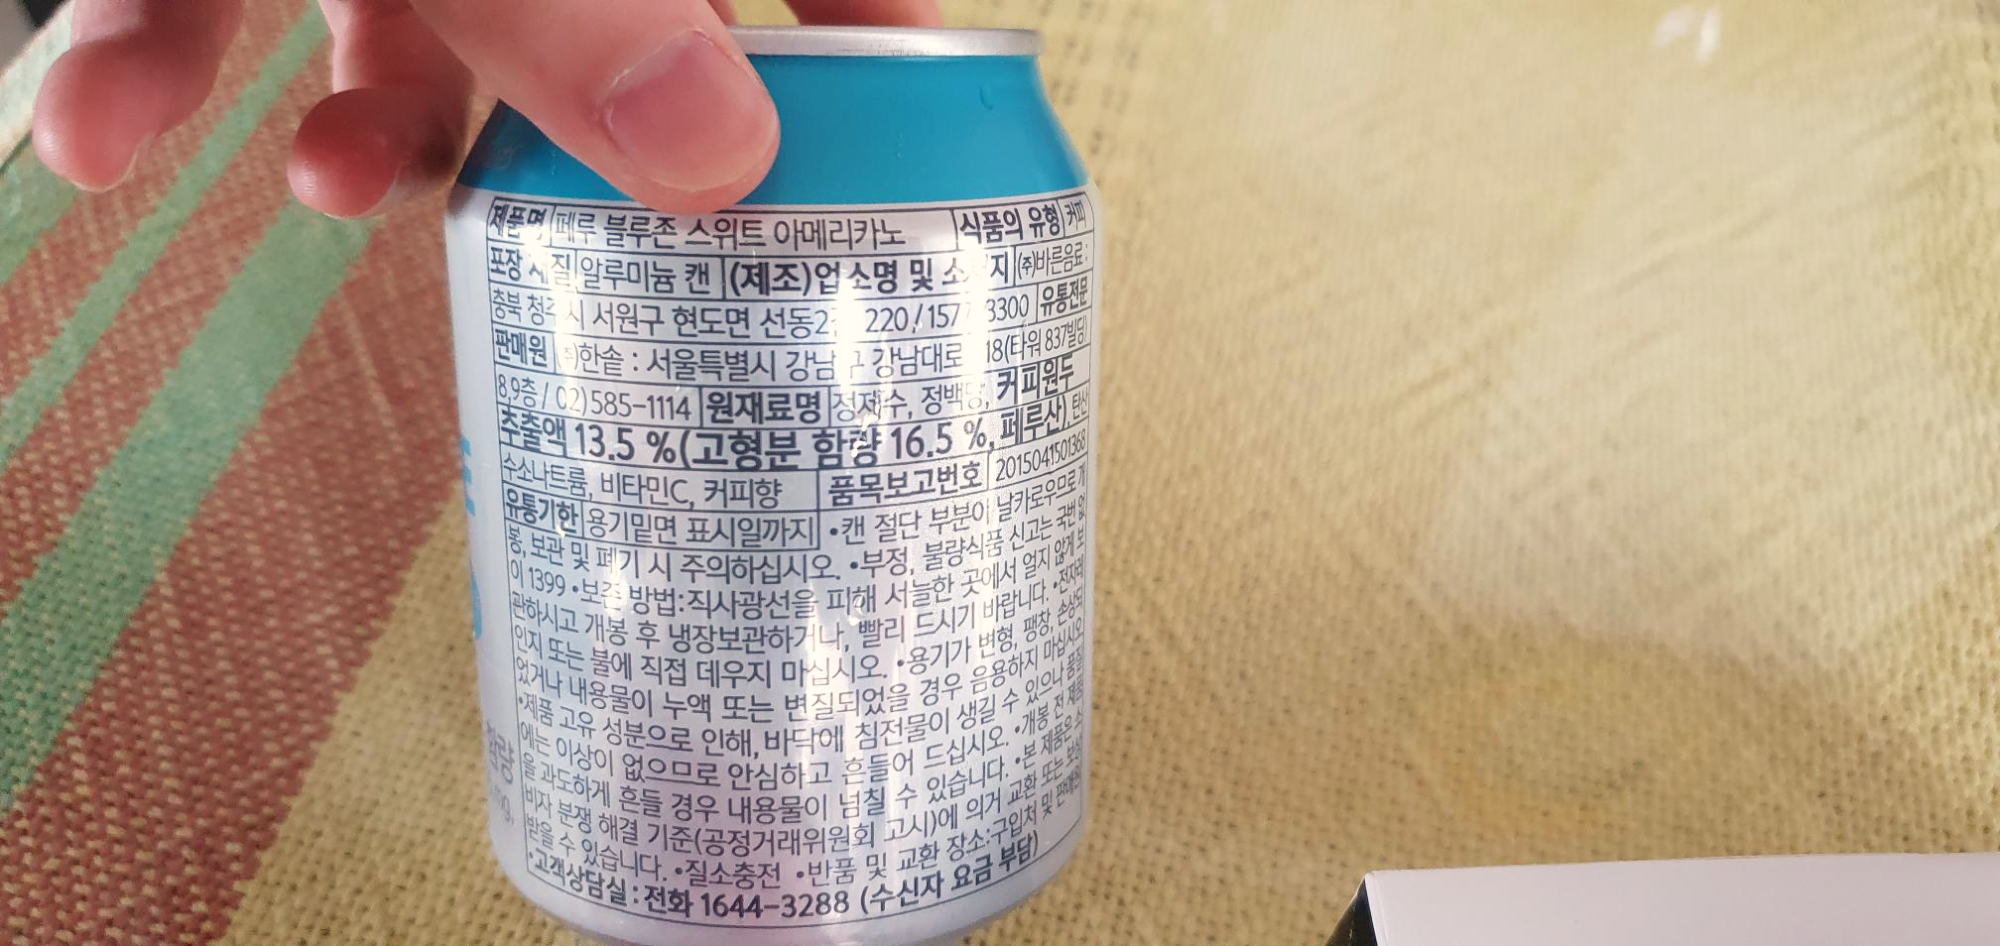 제품명 페루 블루존 스위트 아메리카노 식품의 유형 커피
포장 재질 알루미늄 캔 (제조)업소명 및 소재지 (주)바른음료:
충북 청주시 서원구 현도면 선동2길 220/1577-3300 유통전문
판매원 (주)한솥 : 서울특별시 강남구 강남대로 18(타워 837빌딩)
8,9층/ 02)585-1114 원재료명 정제수, 정백당, 커피원두
추출액 13.5 %(고형분 함량 16.5 %, 페루산), 탄산
수소나트륨, 비타민C, 커피향 품목보고번호 2015041501368
유통기한 용기밑면 표시일까지 •캔 절단 부분이 날카로우므로 개
봉, 보관 및 폐기 시 주의하십시오. •부정, 불량식품 신고는 국번 없
이 1399 •보존 방법:직사광선을 피해 서늘한 곳에서 얼지 않게 보
관하시고 개봉 후 냉장보관하거나, 빨리 드시기 바랍니다. •전자레
인지 또는 불에 직접 데우지 마십시오. •용기가 변형, 팽창, 손상되
었거나 내용물이 누액 또는 변질되었을 경우 음용하지 마십시오.
•제품 고유 성분으로 인해, 바닥에 침전물이 생길 수 있으나 품질
에는 이상이 없으므로 안심하고 흔들어 드십시오. •개봉 전 제품
을 과도하게 흔들 경우 내용물이 넘칠 수 있습니다. •본 제품은 소
비자 분쟁 해결 기준(공정거래위원회 고시)에 의거 교환 또는 보상
받을 수 있습니다. •질소충전 •반품 및 교환 장소:구입처 및 판매원
•고객상담실 : 전화 1644-3288 (수신자 요금 부담)
함량
mg,